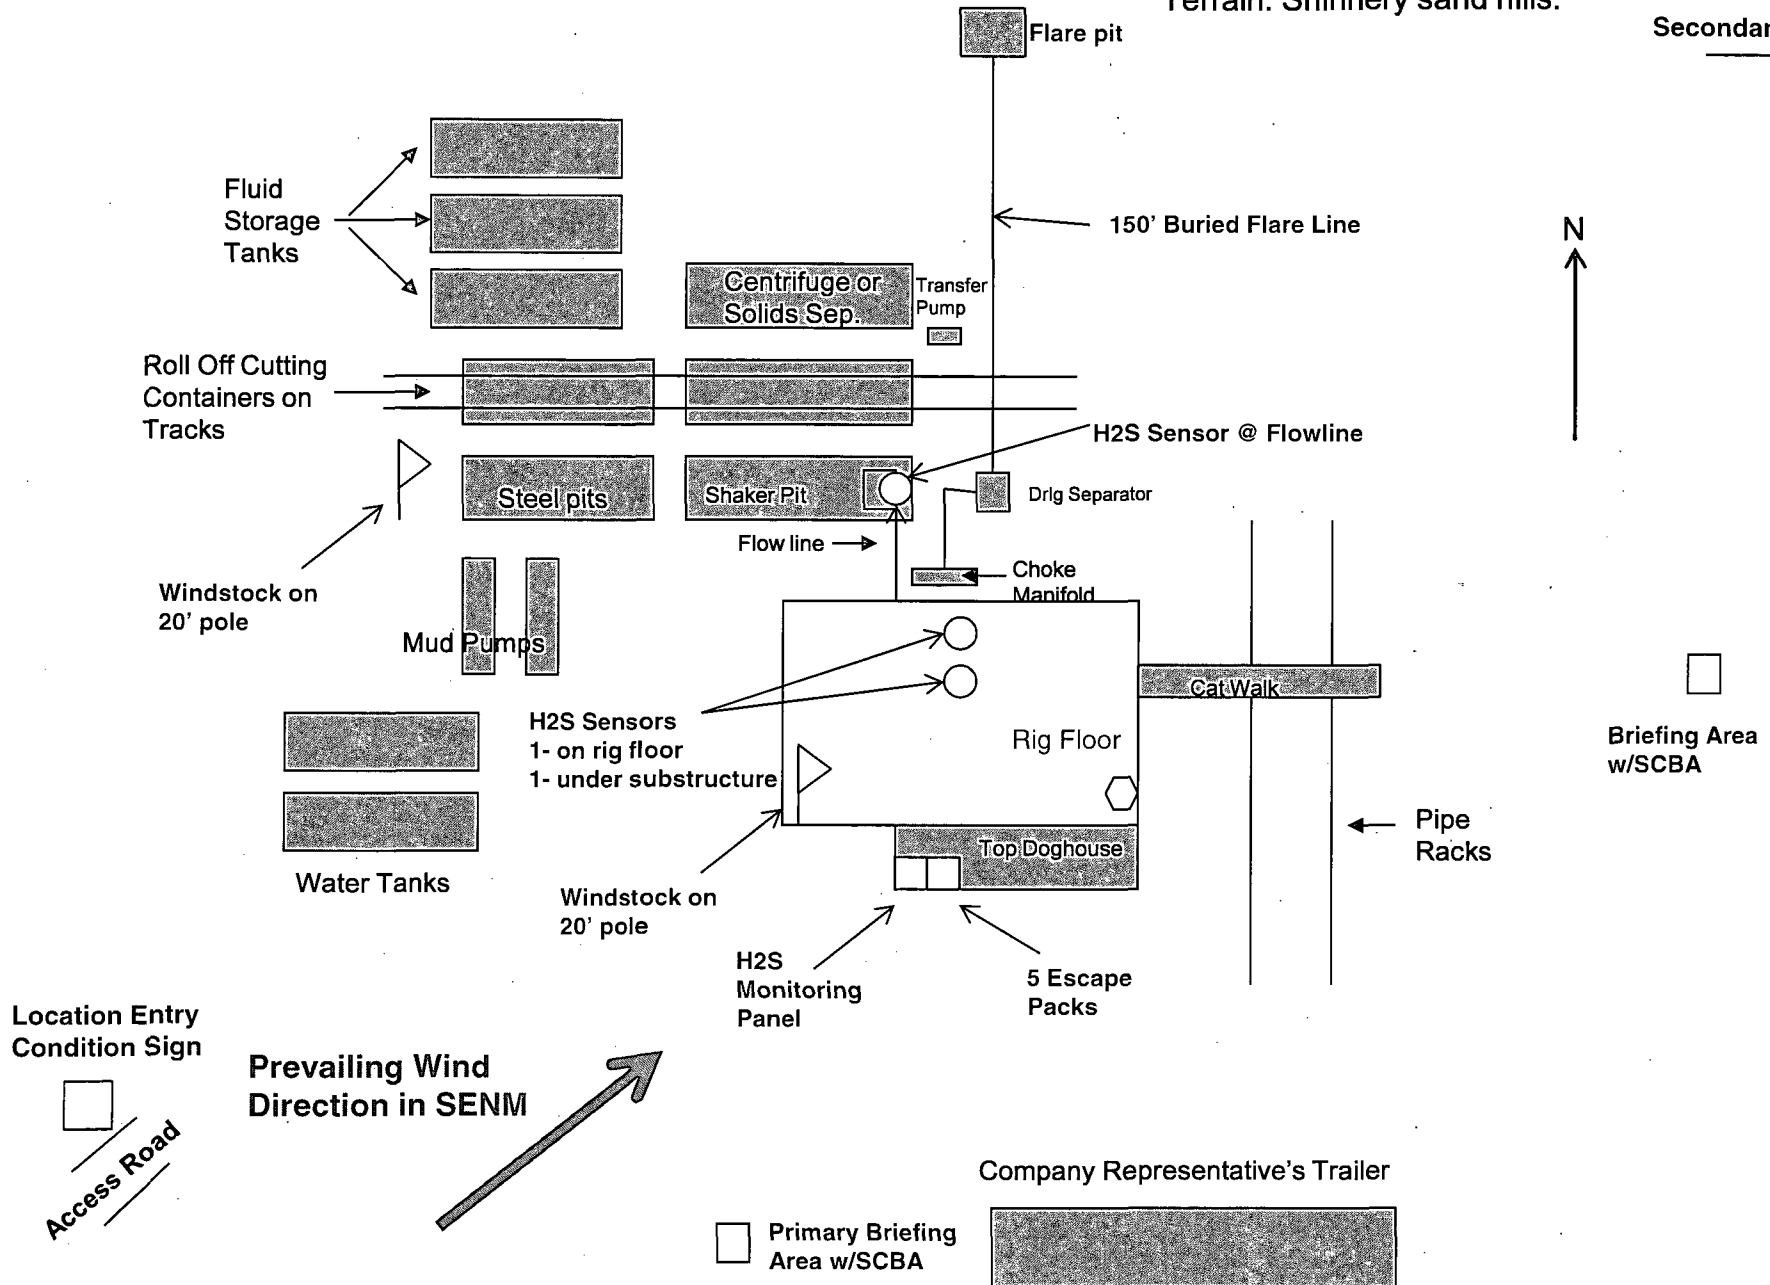 Terrain: Shinnery sand hills.
Flare pit
Fluid
Storage
Tanks
150' Buried Flare Line
N
Centrifuge or
Solids Sep.
Transfer
Pump
Roll Off Cutting
Containers on
Tracks
H2S Sensor @ Flowline
Steel pits
Shaker Pit
Drlg Separator
Flow line
Choke
Manifold
Windstock on
20' pole
Mud Pumps
Cat Walk
H2S Sensors
1- on rig floor
1- under substructure
Rig Floor
Briefing Area
w/SCBA
Pipe
Racks
Top Doghouse
Water Tanks
Windstock on
20' pole
H2S
Monitoring
Panel
5 Escape
Packs
Location Entry
Condition Sign
Prevailing Wind
Direction in SENM
Access Road
Company Representative's Trailer
Primary Briefing
Area w/SCBA